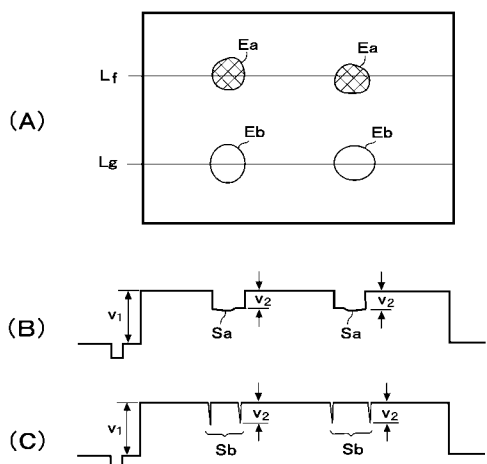 Ea Ea
Lf
(A)
Eb Eb
Lg
(B) v1 v2 v2
Sa Sa
(C) v1 v2 v2
Sb Sb